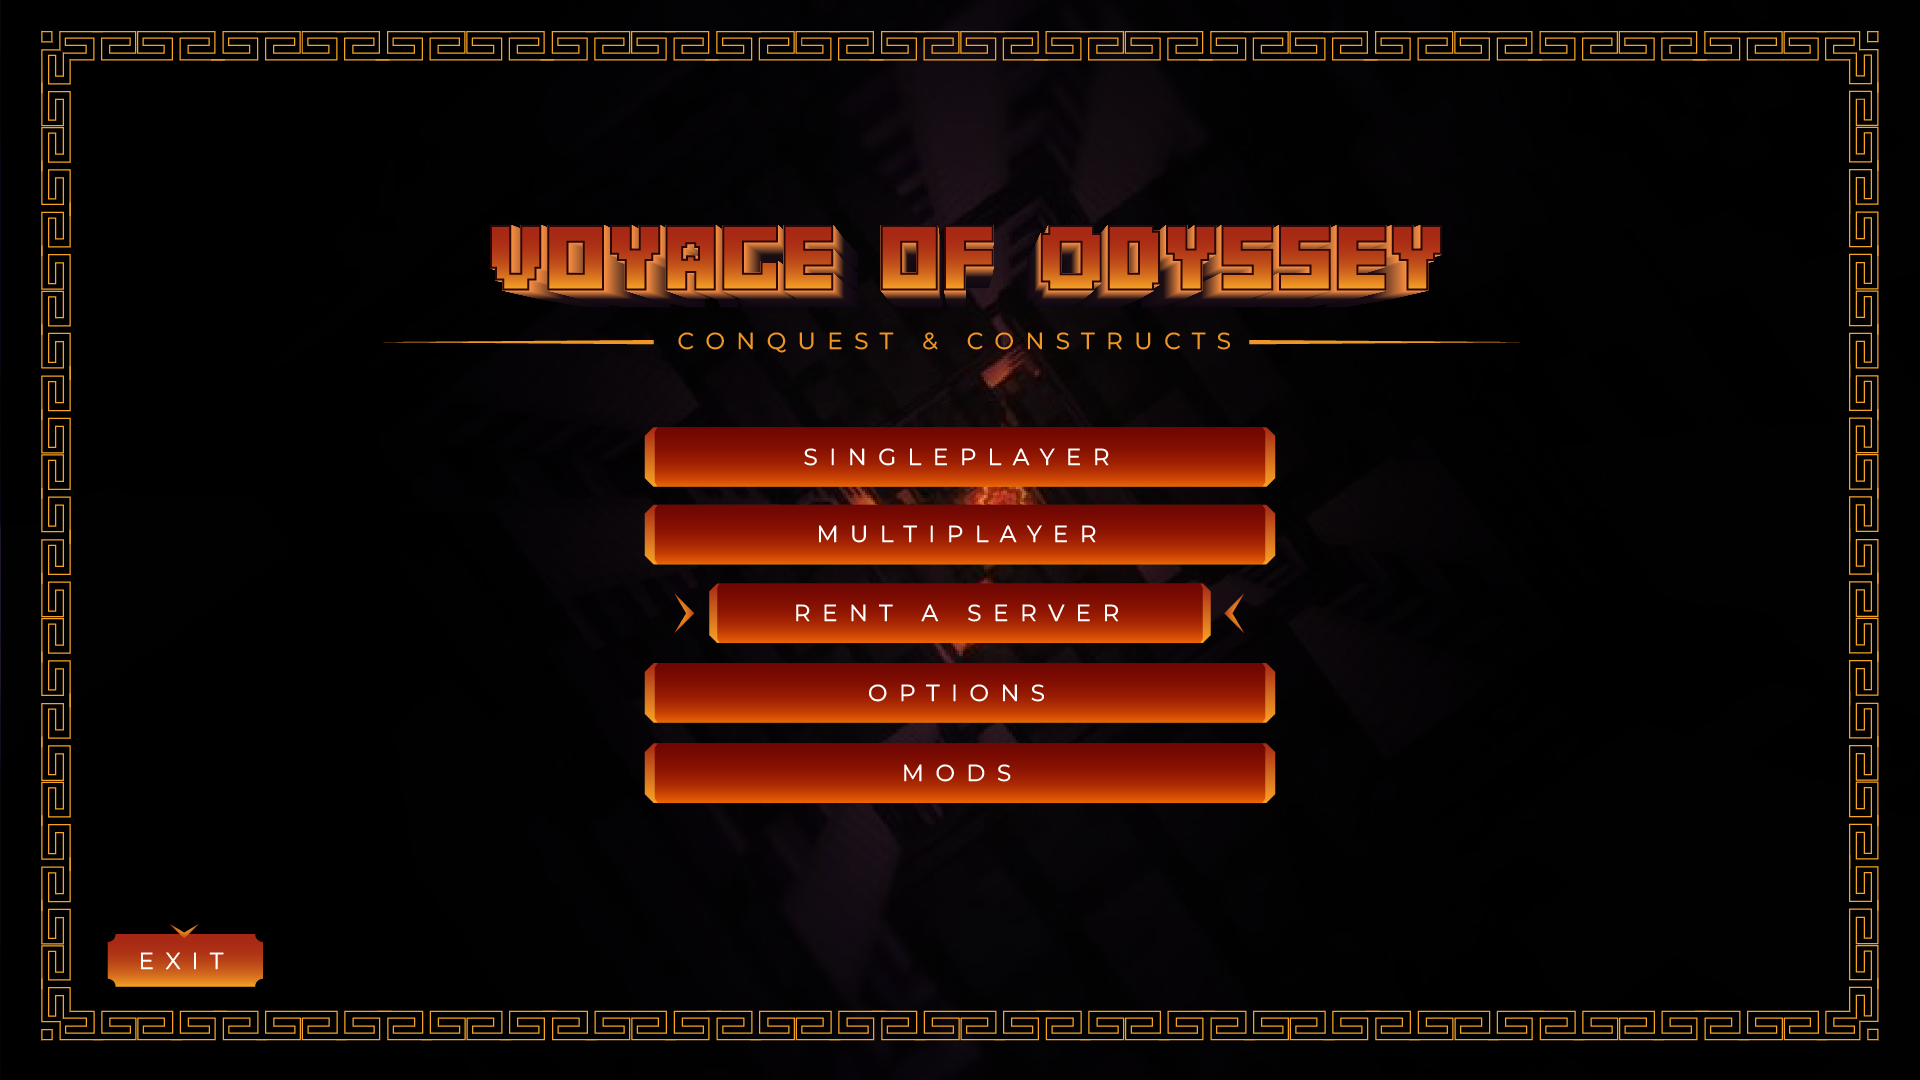 VOYAGE OF ODYSSEY
CONQUEST & CONSTRUCTS
SINGLEPLAYER
MULTIPLAYER
RENT A SERVER
OPTIONS
MODS
EXIT